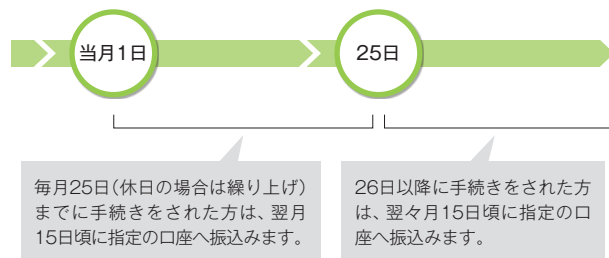 当月1日
25日
毎月25日(休日の場合は繰り上げ)
までに手続きをされた方は、翌月
15日頃に指定の口座へ振込みます。
26日以降に手続きをされた方
は、翌々月15日頃に指定の口
座へ振込みます。